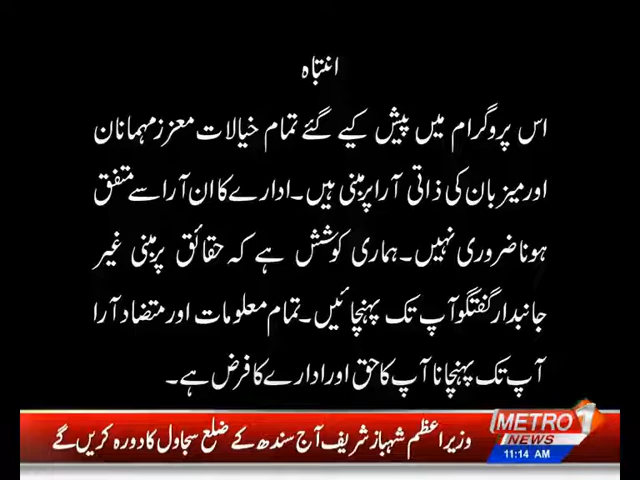 انتباہ
اس پروگرام میں پیش کیے گئے تمام خیالات معزز مہمانان
اور میزبان کی ذاتی آرا پر مبنی ہیں۔ ادارے کا ان آرا سے متفق
ہونا ضروری نہیں۔ ہماری کوشش ہے کہ حقائق پر مبنی غیر
جانبدار گفتگو آپ تک پہنچائیں۔ تمام معلومات اور متضاد آرا
آپ تک پہنچانا آپ کا حق اور ادارے کا فرض ہے۔
وزیراعظم شہباز شریف آج سندھ کے ضلع سجاول کا دورہ کریں گے
METRO 1
NEWS
11:14 AM